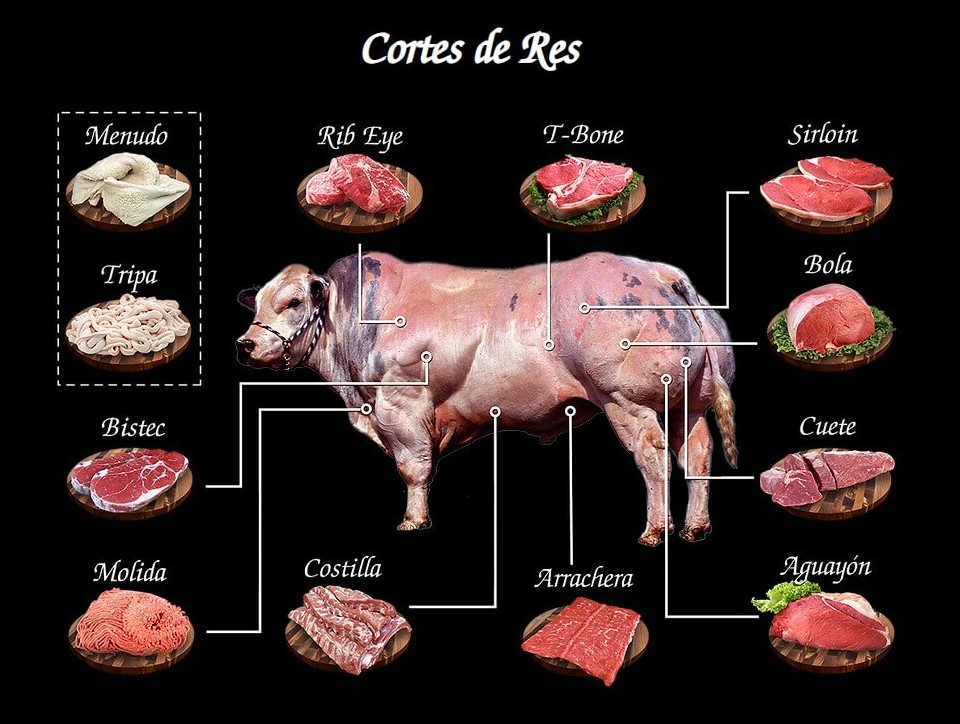 Cortes de Res
Menudo
Rib Eye
T-Bone
Sirloin
Tripa
Bola
Bistec
Cuete
Molida
Costilla
Arrachera
Aguayón